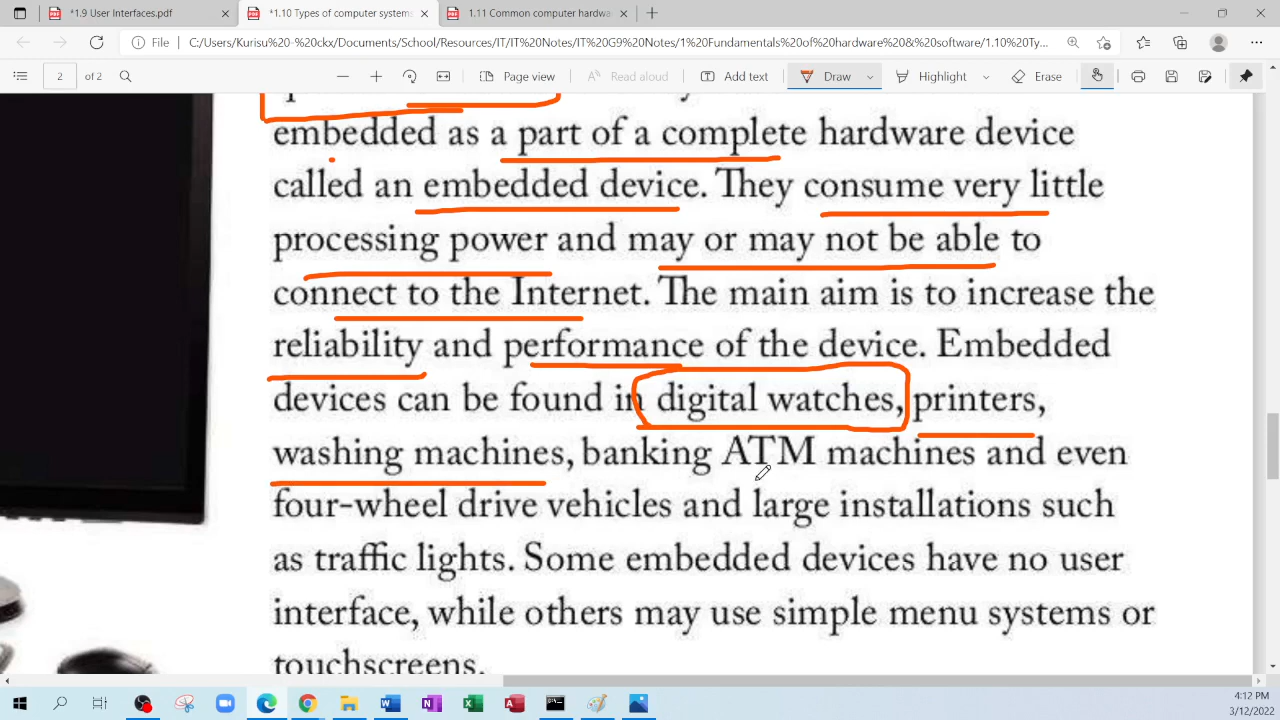 *1.9 User Interfaces.pdf
*1.10 Types of computer systems
1.11 Common computer hardwa
File
C:/Users/Kurisu%20-%20ckx/Documents/School/Resources/IT/IT%20Notes/IT%20G9%20Notes/1%20Fundamentals%20of%20hardware%20&%20software/1.10%20Ty...
2 of 2
Page view
Read aloud
Add text
Draw
Highlight
Erase
embedded as a part of a complete hardware device
called an embedded device. They consume very little
processing power and may or may not be able to
connect to the Internet. The main aim is to increase the
reliability and performance of the device. Embedded
devices can be found in digital watches, printers,
washing machines, banking ATM machines and even
four-wheel drive vehicles and large installations such
as traffic lights. Some embedded devices have no user
interface, while others may use simple menu systems or
touchscreens.
4:12 PM
3/12/2022